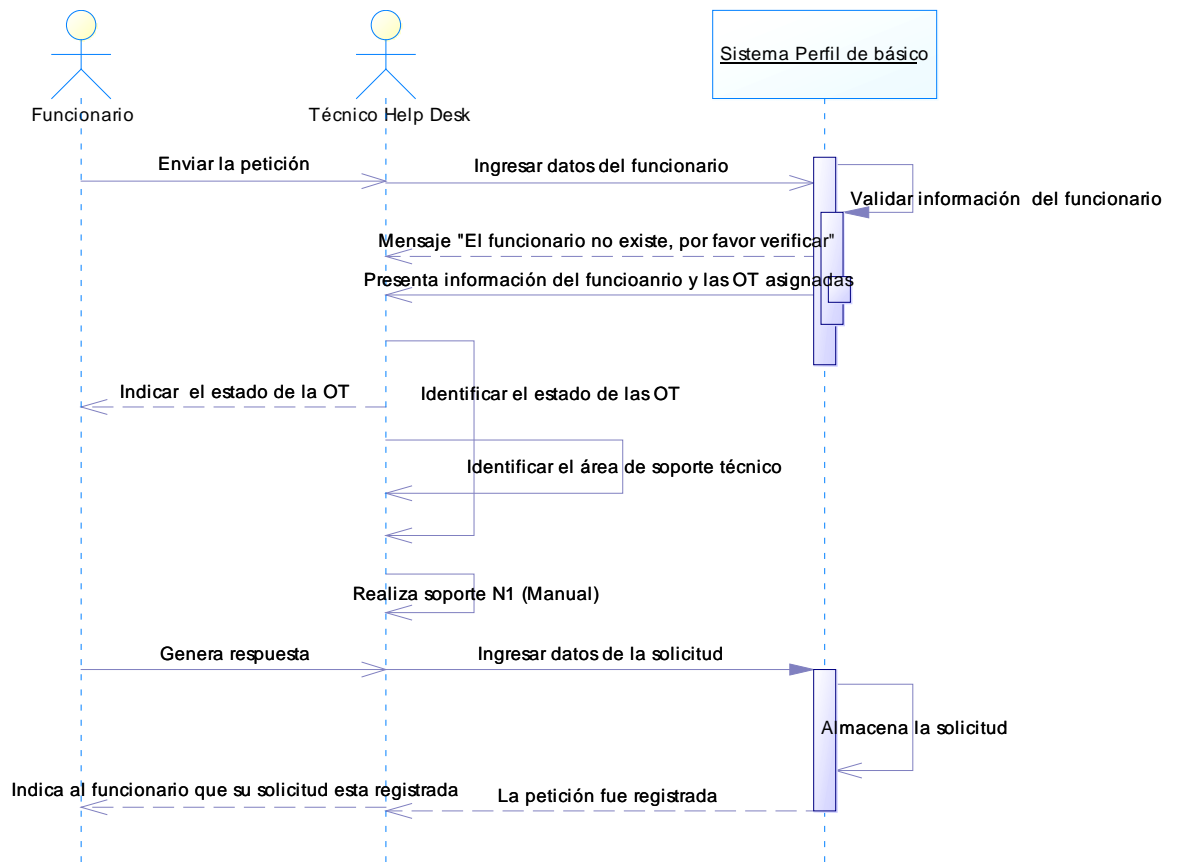 Sistema Perfil de básico
Funcionario
Técnico Help Desk
Enviar la petición
Ingresar datos del funcionario
Validar información del funcionario
Mensaje "El funcionario no existe, por favor verificar"
Presenta información del funcioanrio y las OT asignadas
Indicar el estado de la OT
Identificar el estado de las OT
Identificar el área de soporte técnico
Realiza soporte N1 (Manual)
Genera respuesta
Ingresar datos de la solicitud
Almacena la solicitud
Indica al funcionario que su solicitud esta registrada
La petición fue registrada